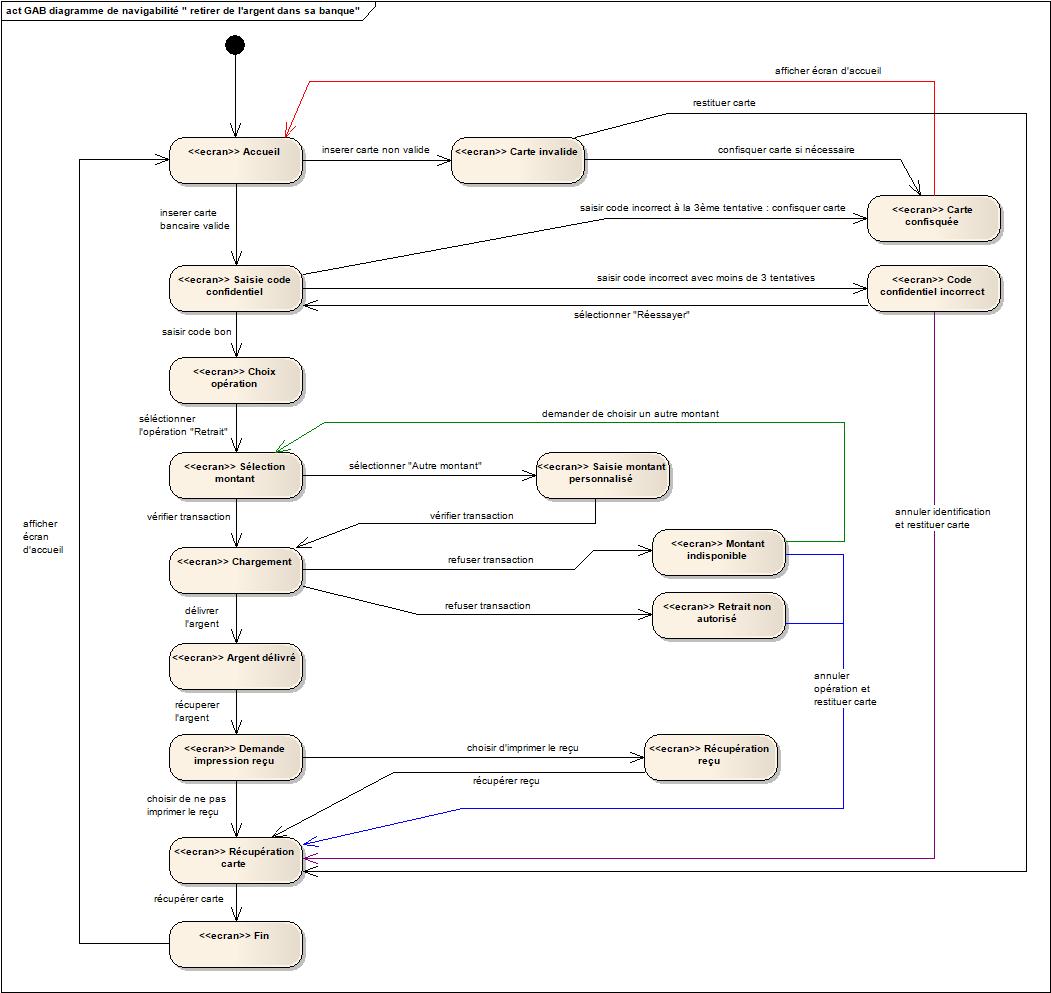 act GAB diagramme de navigabilité " retirer de l'argent dans sa banque"
afficher écran d'accueil
restituer carte
<<ecran>> Accueil
inserer carte non valide
<<ecran>> Carte invalide
confisquer carte si nécessaire
inserer carte
bancaire valide
saisir code incorrect à la 3ème tentative : confisquer carte
<<ecran>> Carte
confisquée
<<ecran>> Saisie code
confidentiel
saisir code incorrect avec moins de 3 tentatives
<<ecran>> Code
confidentiel incorrect
sélectionner "Réessayer"
saisir code bon
<<ecran>> Choix
opération
séléctionner
l'opération "Retrait"
demander de choisir un autre montant
<<ecran>> Sélection
montant
sélectionner "Autre montant"
<<ecran>> Saisie montant
personnalisé
vérifier transaction
vérifier transaction
afficher
écran
d'accueil
annuler identification
et restituer carte
<<ecran>> Chargement
refuser transaction
<<ecran>> Montant
indisponible
refuser transaction
<<ecran>> Retrait non
autorisé
délivrer
l'argent
<<ecran>> Argent délivré
annuler
opération et
restituer carte
récuperer
l'argent
<<ecran>> Demande
impression reçu
choisir d'imprimer le reçu
<<ecran>> Récupération
reçu
récupérer reçu
choisir de ne pas
imprimer le reçu
<<ecran>> Récupération
carte
récupérer carte
<<ecran>> Fin